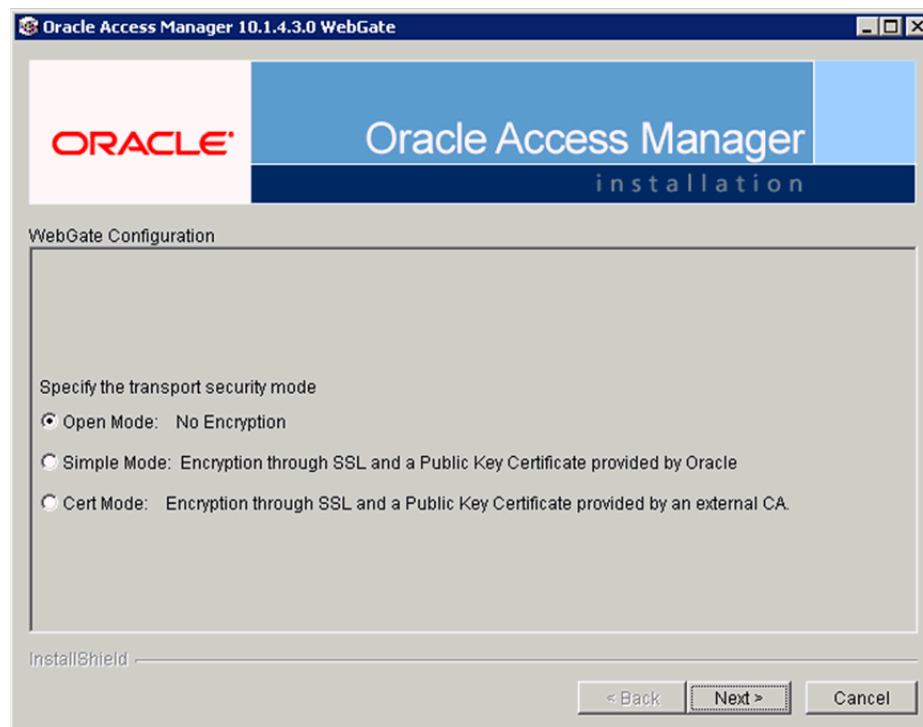 Oracle Access Manager 10.1.4.3.0 WebGate
ORACLE®
Oracle Access Manager
installation
WebGate Configuration
Specify the transport security mode
Open Mode: No Encryption
Simple Mode: Encryption through SSL and a Public Key Certificate provided by Oracle
Cert Mode: Encryption through SSL and a Public Key Certificate provided by an external CA.
InstallShield
< Back Next > Cancel